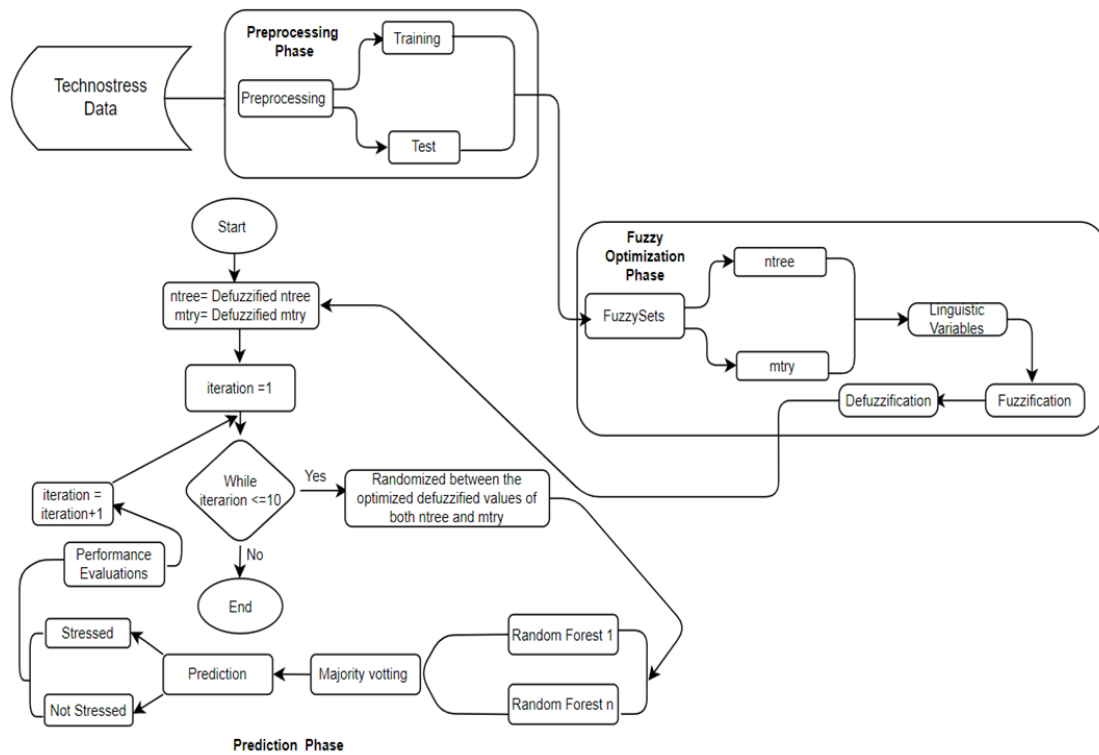 Technostress
Data
Preprocessing
Phase
Preprocessing
Training
Test
Fuzzy
Optimization
Phase
FuzzySets
ntree
mtry
Linguistic
Variables
Fuzzification
Defuzzification
Start
ntree= Defuzzified ntree
mtry= Defuzzified mtry
iteration =1
While
iterarion <=10
Yes
Randomized between the
optimized defuzzified values of
both ntree and mtry
No
End
iteration =
iteration+1
Performance
Evaluations
Stressed
Not Stressed
Prediction
Majority votting
Random Forest 1
Random Forest n
Prediction Phase